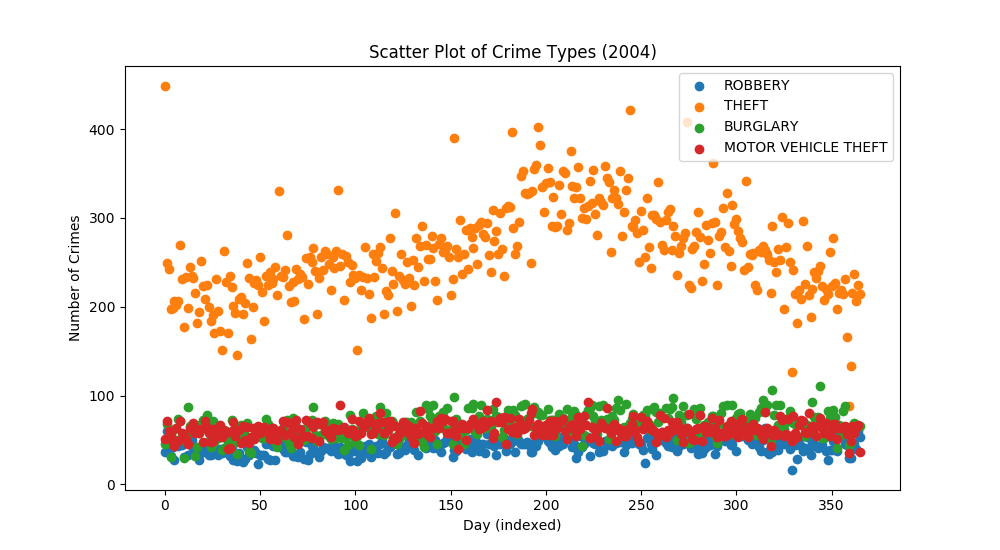 Scatter Plot of Crime Types (2004)
ROBBERY
THEFT
BURGLARY
MOTOR VEHICLE THEFT
Number of Crimes
400
300
200
100
0
0 50 100 150 200 250 300 350
Day (indexed)